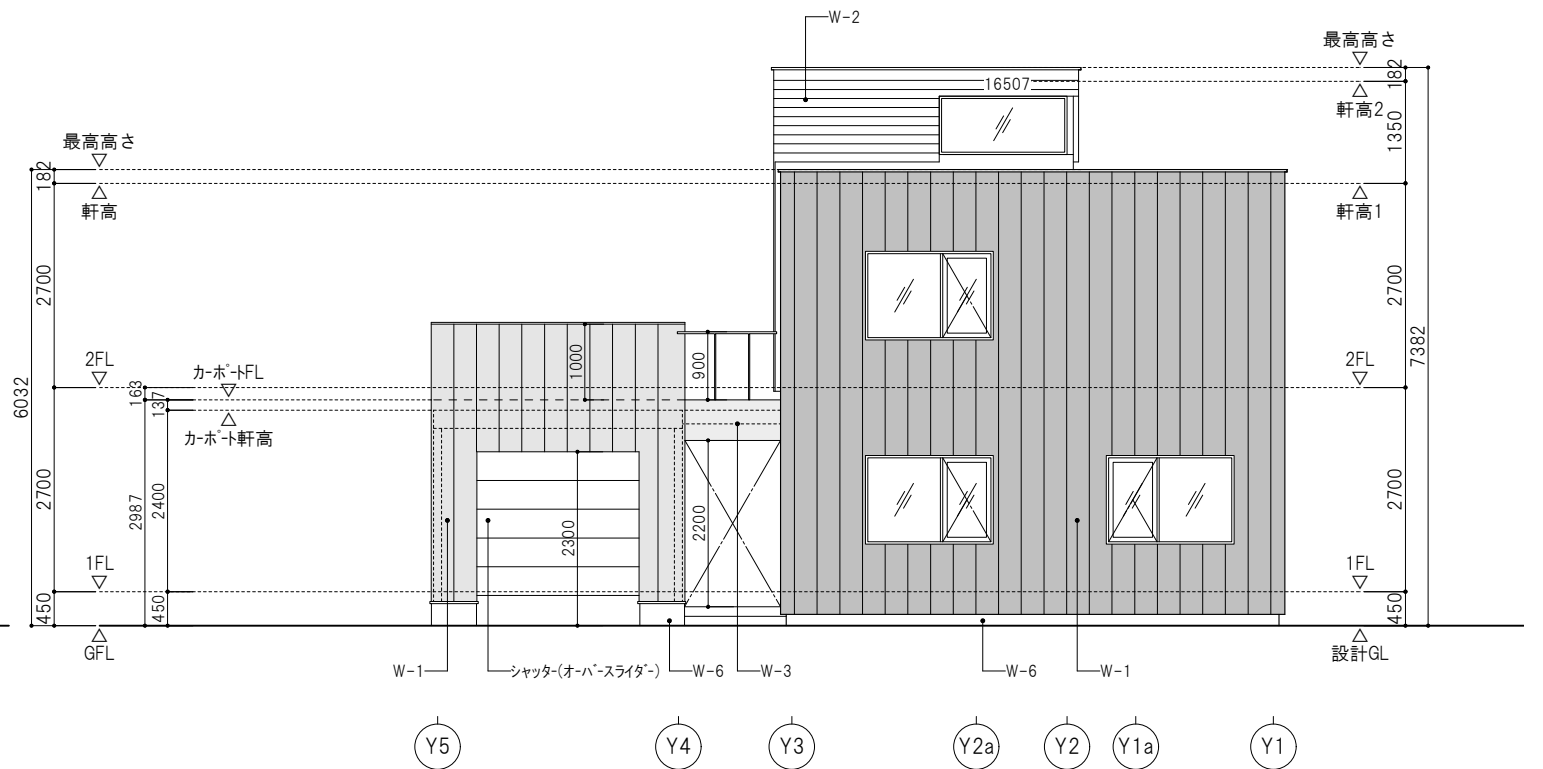 W-2
最高高さ
182
16507
軒高2
1350
最高高さ
182
軒高
軒高1
2700
2700
7382
1000
900
2FL
カーポートFL
2FL
6032
163
137
カーポート軒高
2700
2987
2400
2300
2200
2700
1FL
1FL
450
450
450
GFL
設計GL
W-1
シャッター(オーバースライダー)
W-6
W-3
W-6
W-1
Y5
Y4
Y3
Y2a
Y2
Y1a
Y1